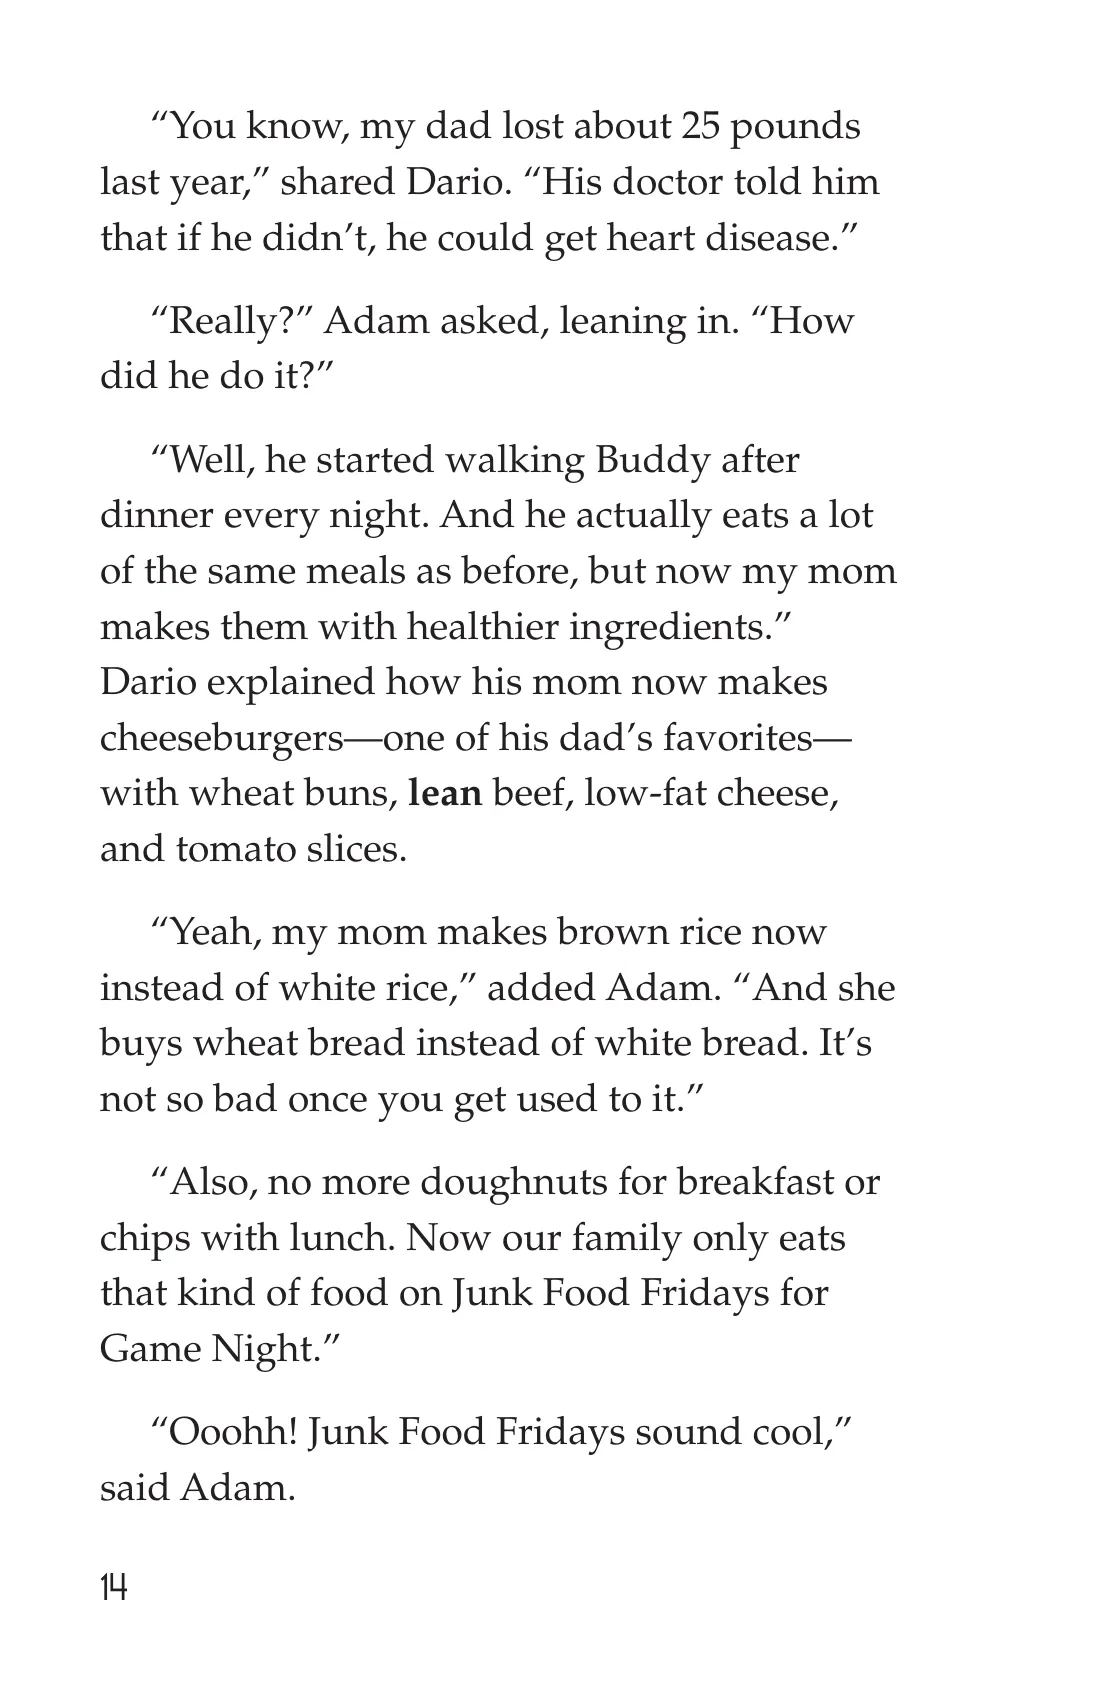 “You know, my dad lost about 25 pounds
last year,” shared Dario. “His doctor told him
that if he didn’t, he could get heart disease.”
“Really?” Adam asked, leaning in. “How
did he do it?”
“Well, he started walking Buddy after
dinner every night. And he actually eats a lot
of the same meals as before, but now my mom
makes them with healthier ingredients.”
Dario explained how his mom now makes
cheeseburgers—one of his dad’s favorites—
with wheat buns, lean beef, low-fat cheese,
and tomato slices.
“Yeah, my mom makes brown rice now
instead of white rice,” added Adam. “And she
buys wheat bread instead of white bread. It’s
not so bad once you get used to it.”
“Also, no more doughnuts for breakfast or
chips with lunch. Now our family only eats
that kind of food on Junk Food Fridays for
Game Night.”
“Ooohh! Junk Food Fridays sound cool,”
said Adam.
14